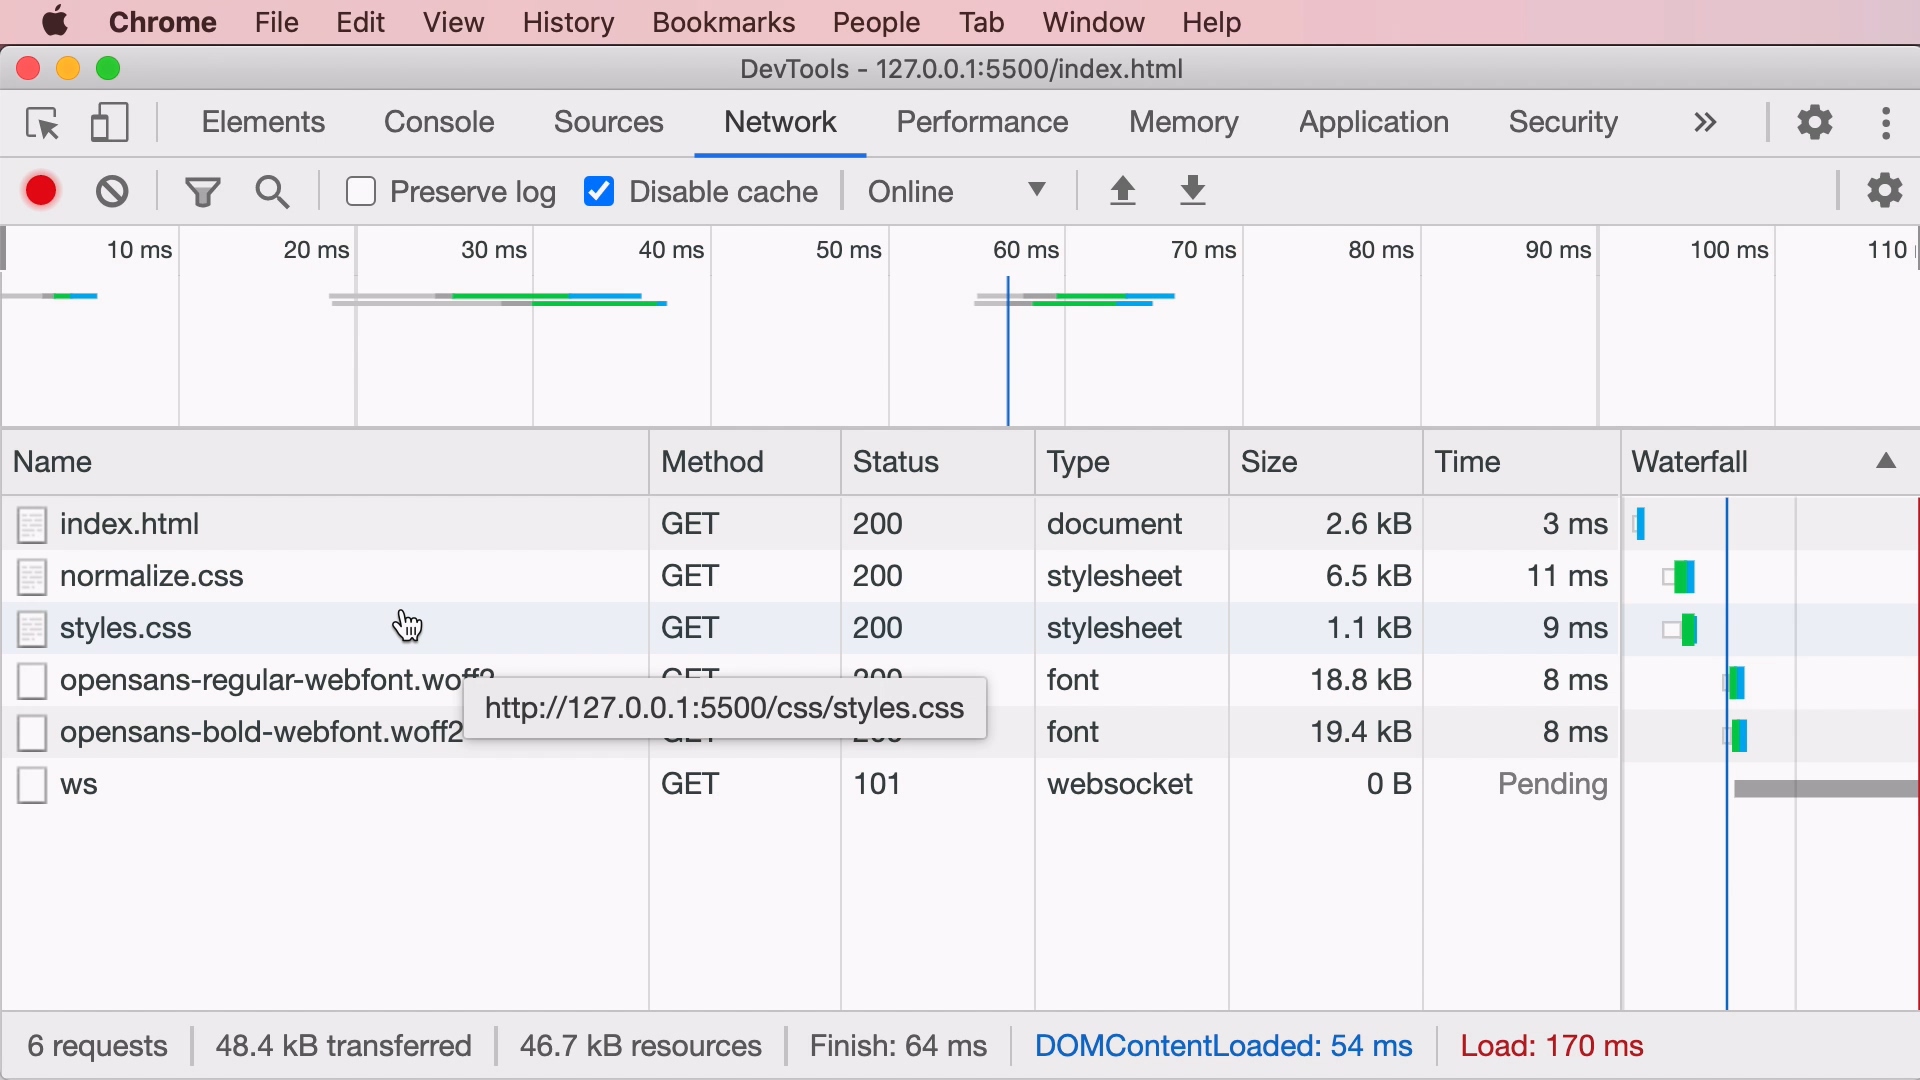 Chrome File Edit View History Bookmarks People Tab Window Help
DevTools - 127.0.0.1:5500/index.html
Elements Console Sources Network Performance Memory Application Security »
Preserve log Disable cache Online
10 ms 20 ms 30 ms 40 ms 50 ms 60 ms 70 ms 80 ms 90 ms 100 ms 110
Name Method Status Type Size Time Waterfall
index.html GET 200 document 2.6 kB 3 ms
normalize.css GET 200 stylesheet 6.5 kB 11 ms
styles.css GET 200 stylesheet 1.1 kB 9 ms
opensans-regular-webfont.woff2 GET 200 font 18.8 kB 8 ms
http://127.0.0.1:5500/css/styles.css
opensans-bold-webfont.woff2 font 19.4 kB 8 ms
ws GET 101 websocket 0 B Pending
6 requests 48.4 kB transferred 46.7 kB resources Finish: 64 ms DOMContentLoaded: 54 ms Load: 170 ms